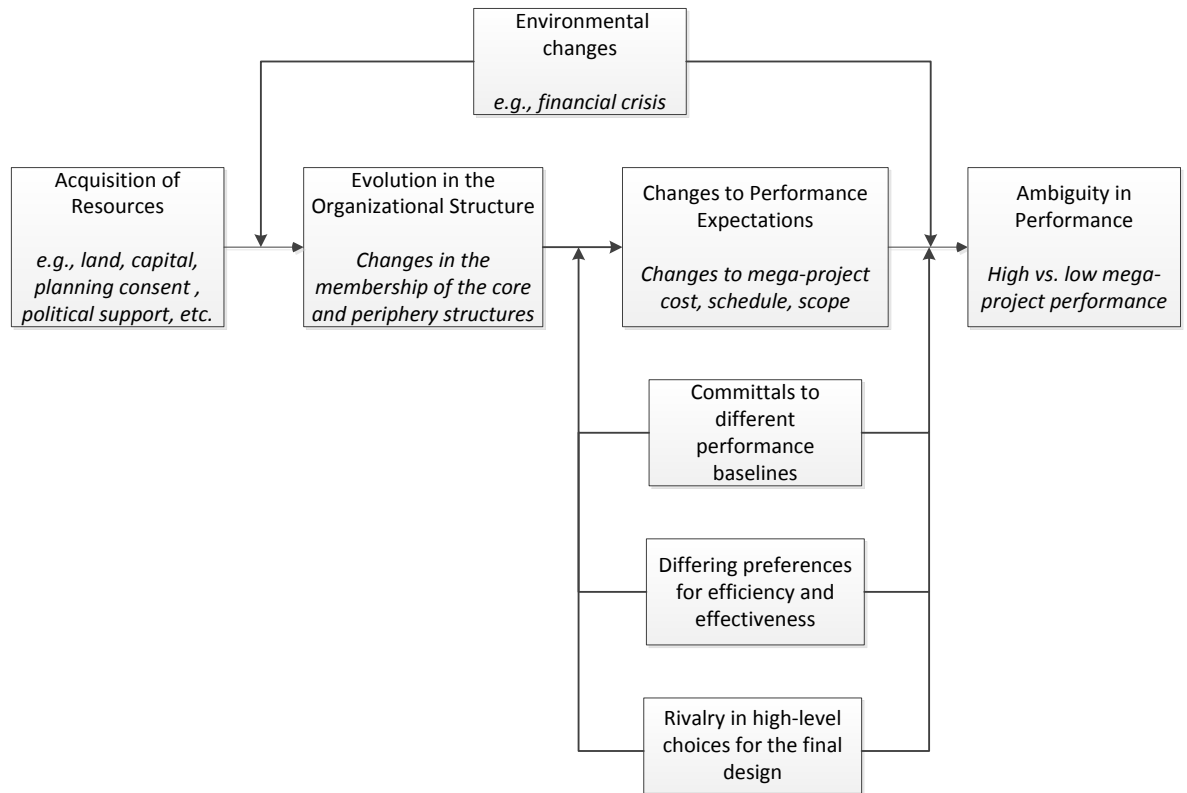 Environmental
changes
e.g., financial crisis
Acquisition of
Resources
e.g., land, capital,
planning consent ,
political support, etc.
Evolution in the
Organizational Structure
Changes in the
membership of the core
and periphery structures
Changes to Performance
Expectations
Changes to mega-project
cost, schedule, scope
Ambiguity in
Performance
High vs. low mega-
project performance
Committals to
different
performance
baselines
Differing preferences
for efficiency and
effectiveness
Rivalry in high-level
choices for the final
design